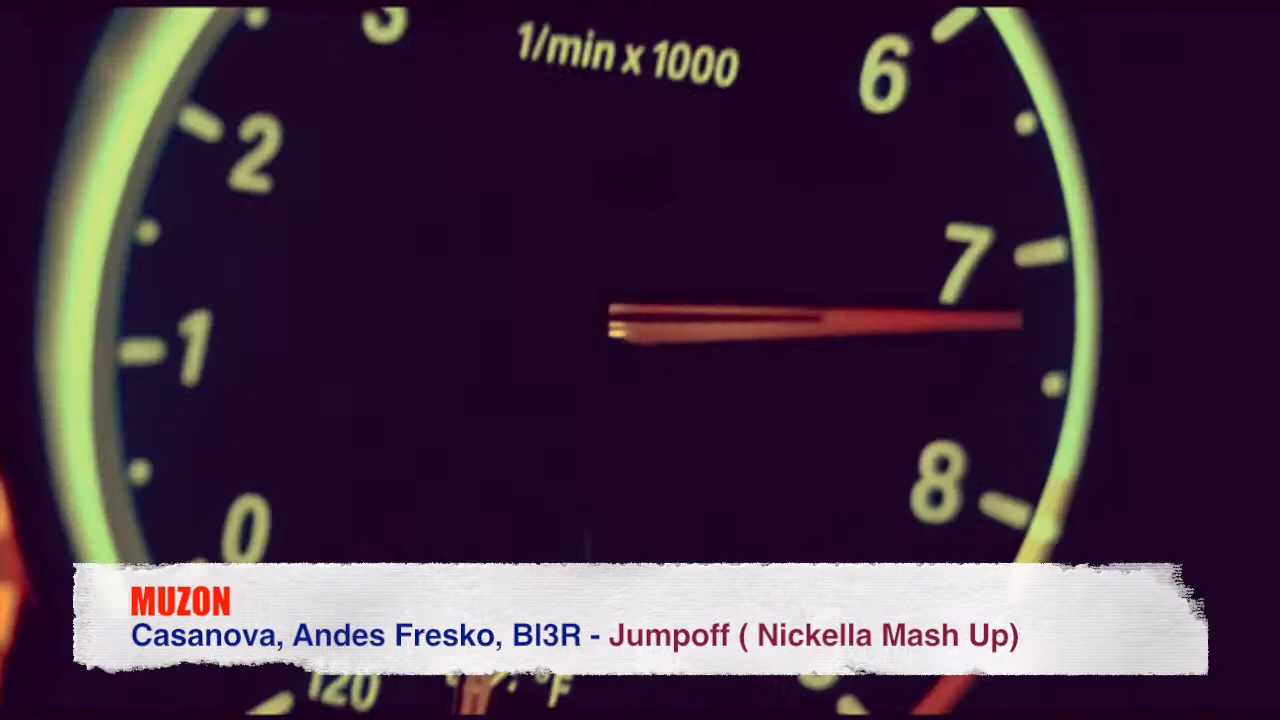 3
1/min x 1000
6
2
7
1
8
0
MUZON
Casanova, Andes Fresko, Bl3R - Jumpoff ( Nickella Mash Up)
120
°F